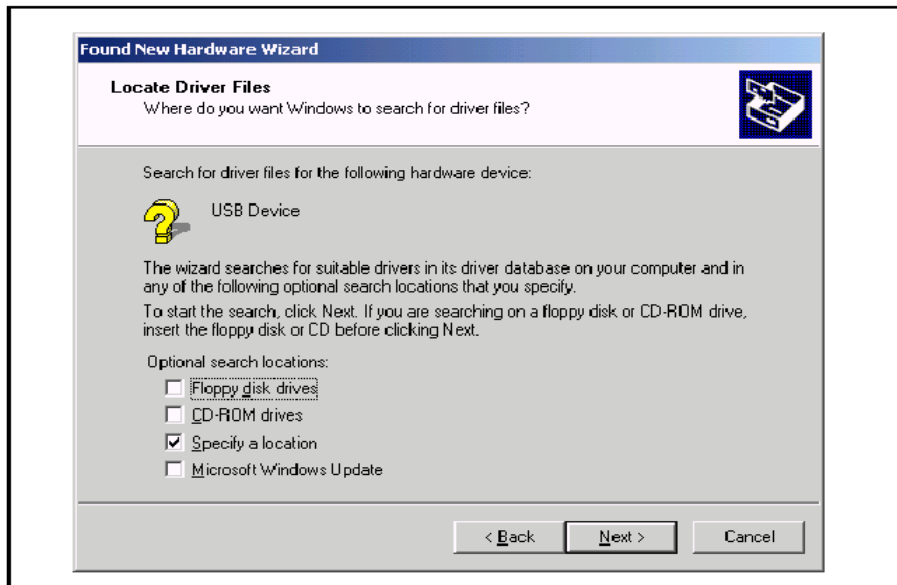 Found New Hardware Wizard
Locate Driver Files
Where do you want Windows to search for driver files?
Search for driver files for the following hardware device:
USB Device
The wizard searches for suitable drivers in its driver database on your computer and in
any of the following optional search locations that you specify.
To start the search, click Next. If you are searching on a floppy disk or CD-ROM drive,
insert the floppy disk or CD before clicking Next.
Optional search locations:
Floppy disk drives
CD-ROM drives
Specify a location
Microsoft Windows Update
< Back Next > Cancel